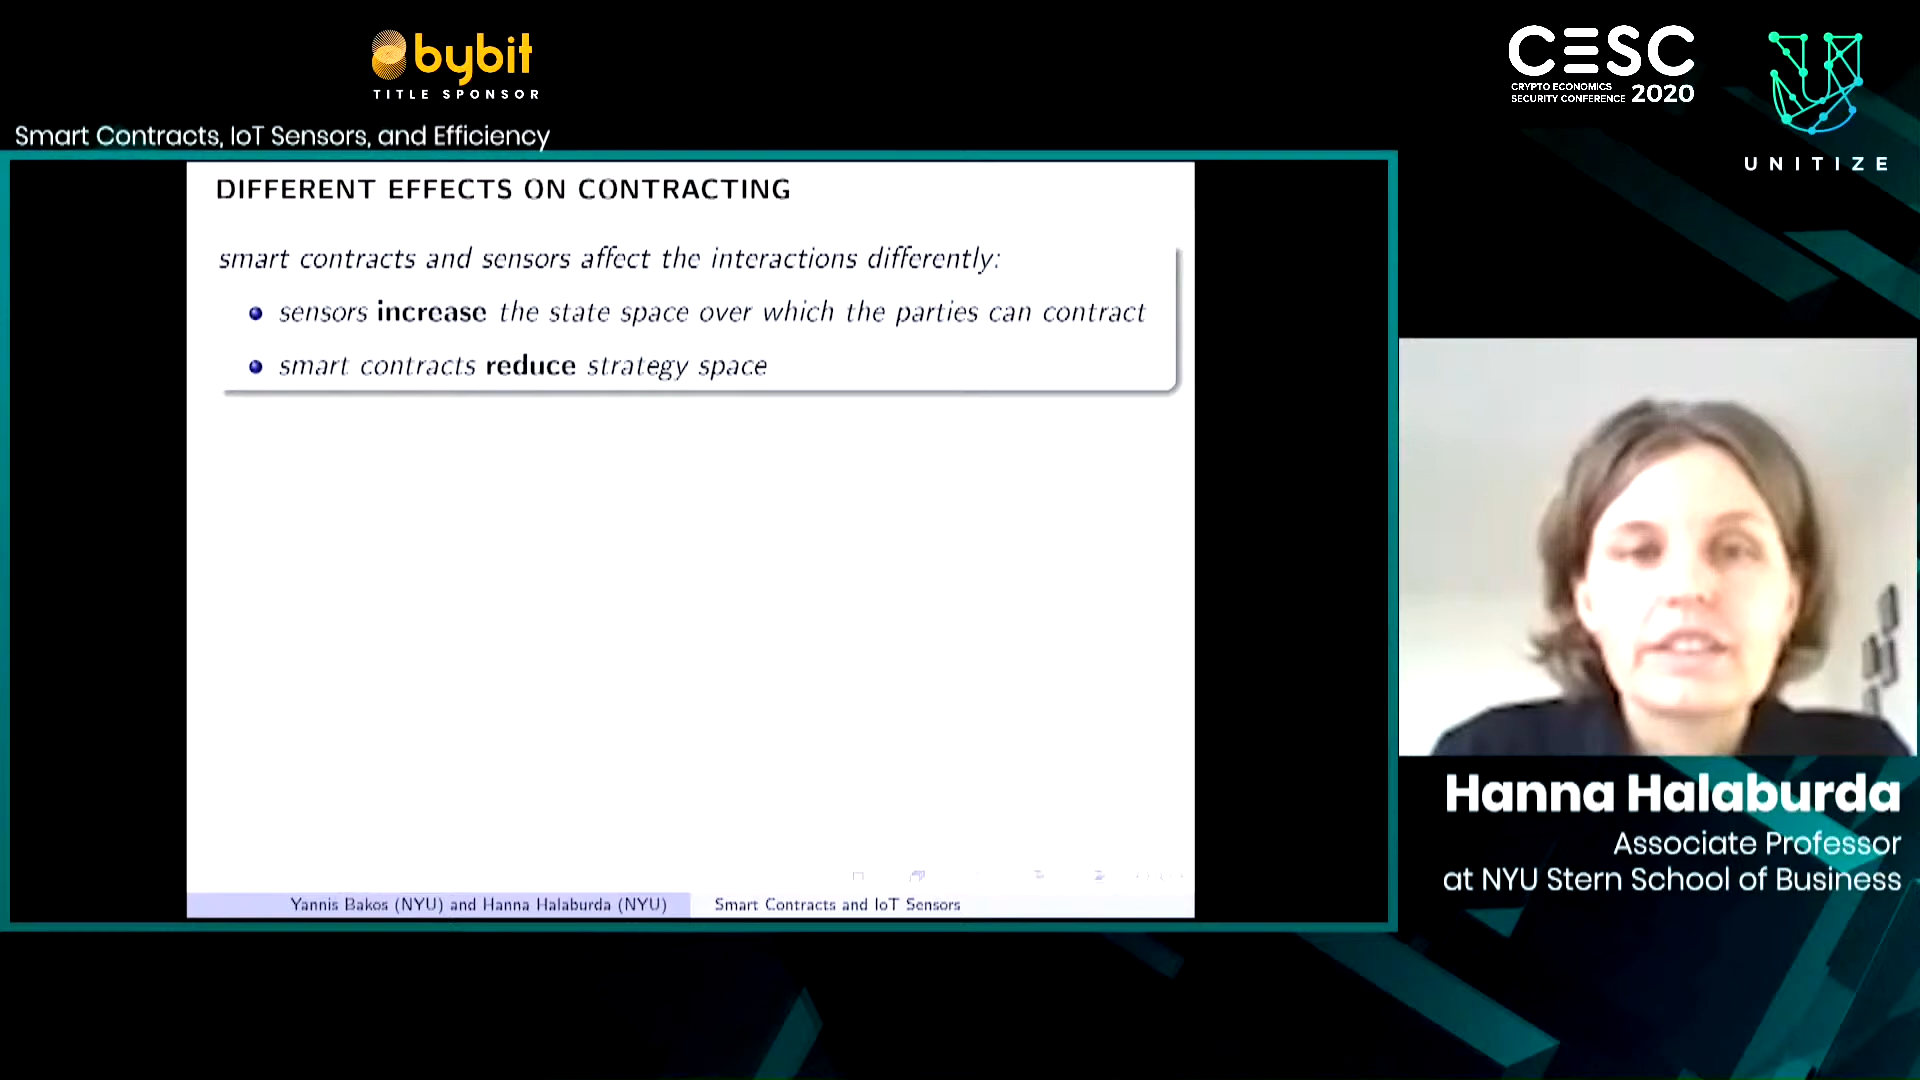 bybit
TITLE SPONSOR
CESC
CRYPTO ECONOMICS
SECURITY CONFERENCE 2020
UNITIZE
Smart Contracts, IoT Sensors, and Efficiency
DIFFERENT EFFECTS ON CONTRACTING
smart contracts and sensors affect the interactions differently:
sensors increase the state space over which the parties can contract
smart contracts reduce strategy space
Yannis Bakos (NYU) and Hanna Halaburda (NYU)
Smart Contracts and IoT Sensors
Hanna Halaburda
Associate Professor
at NYU Stern School of Business